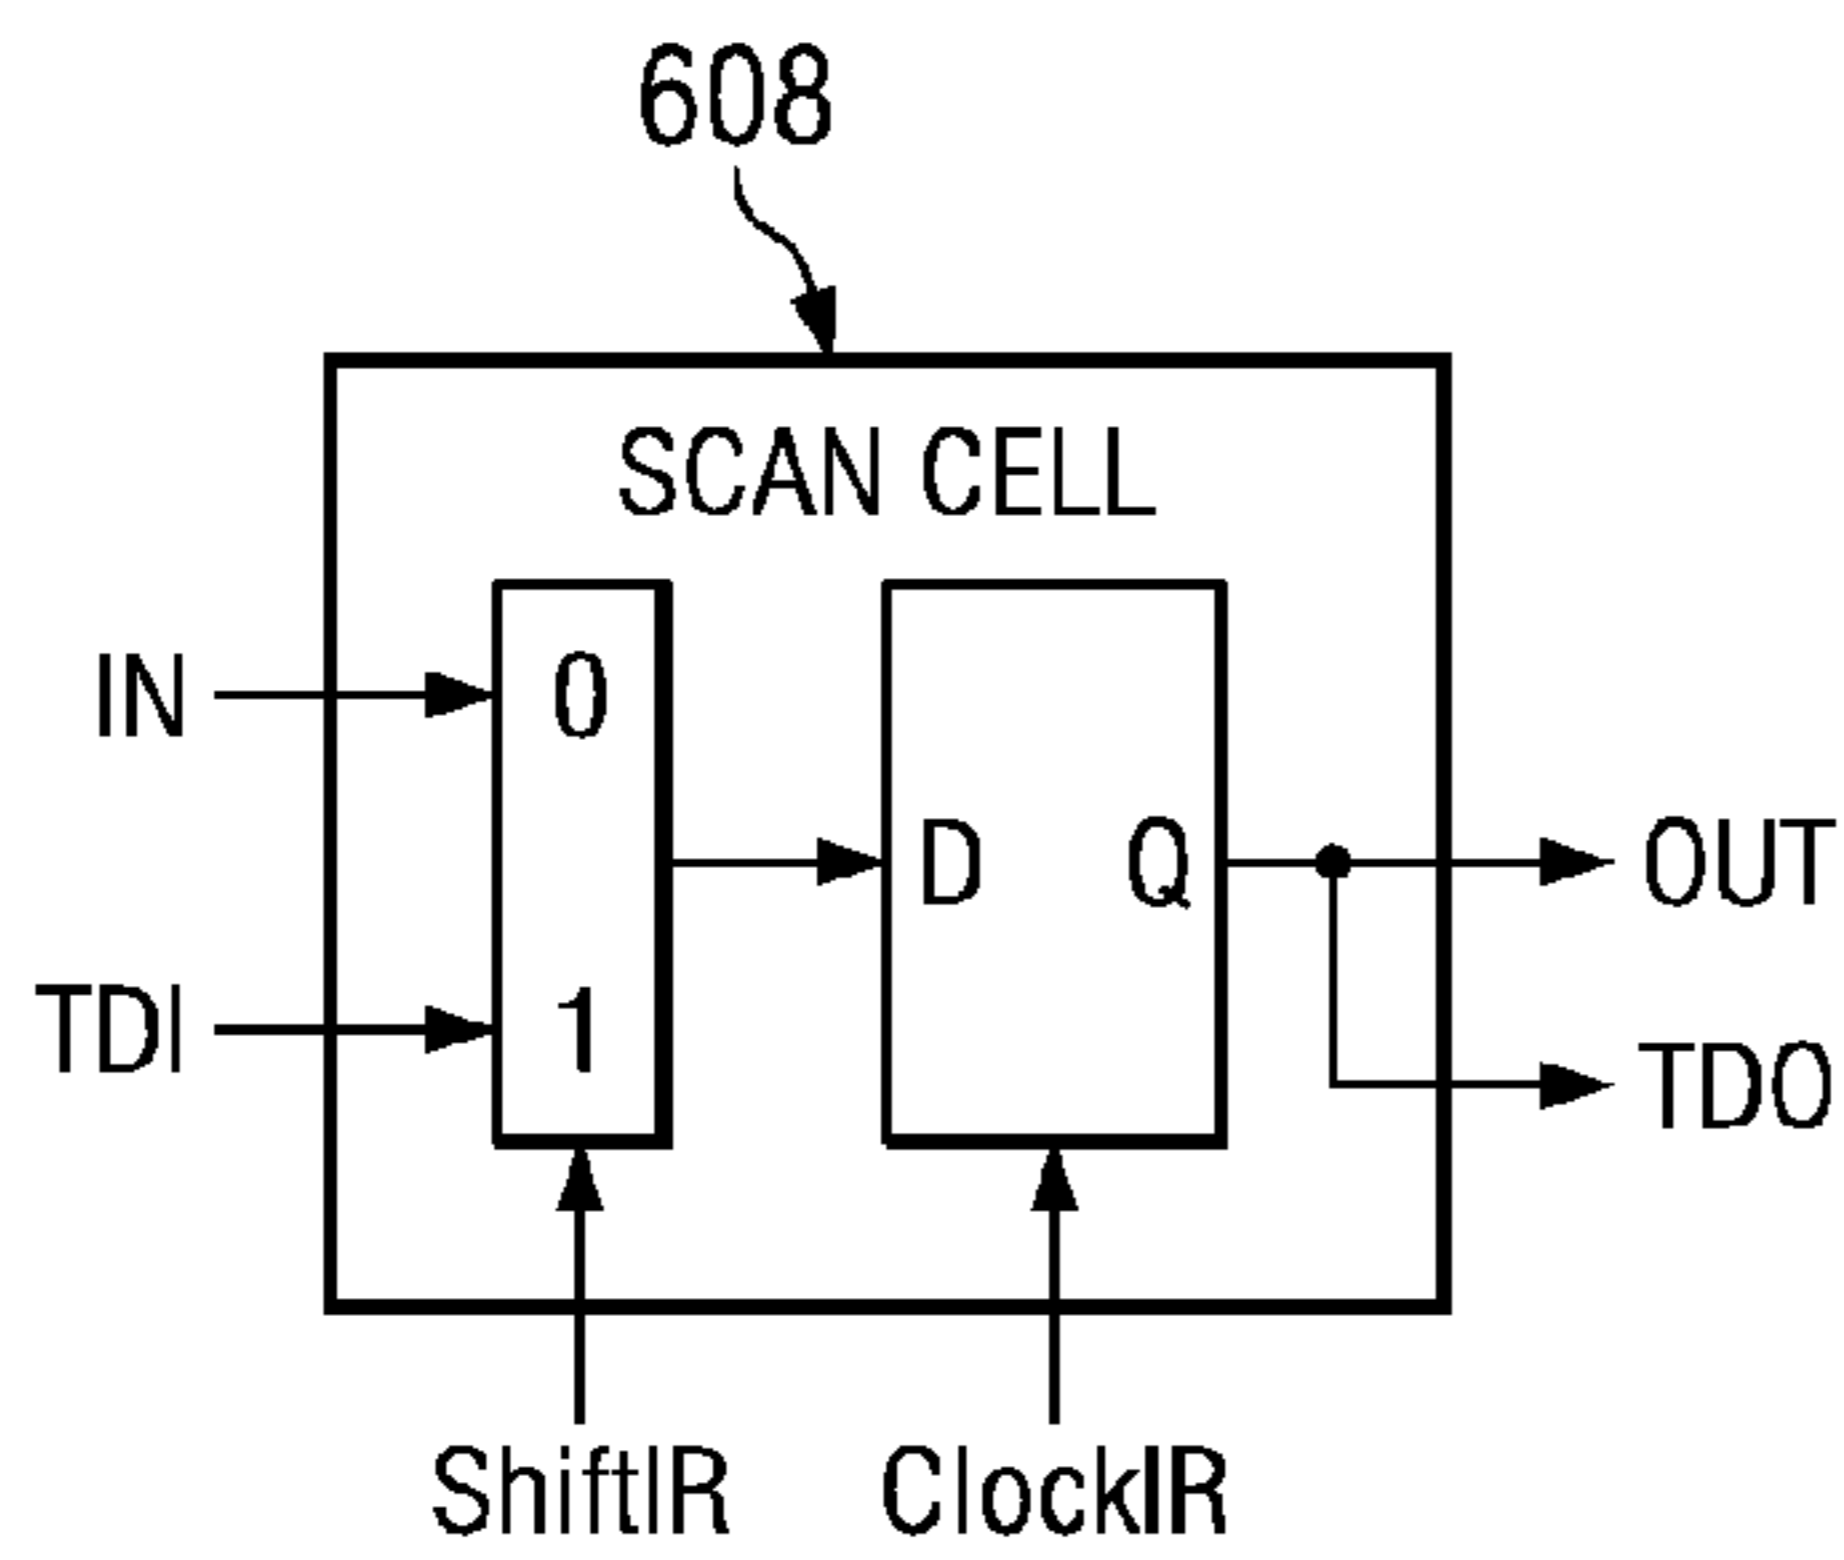 608
SCAN CELL
IN
0
D
Q
OUT
TDI
1
TDO
ShiftIR
ClockIR